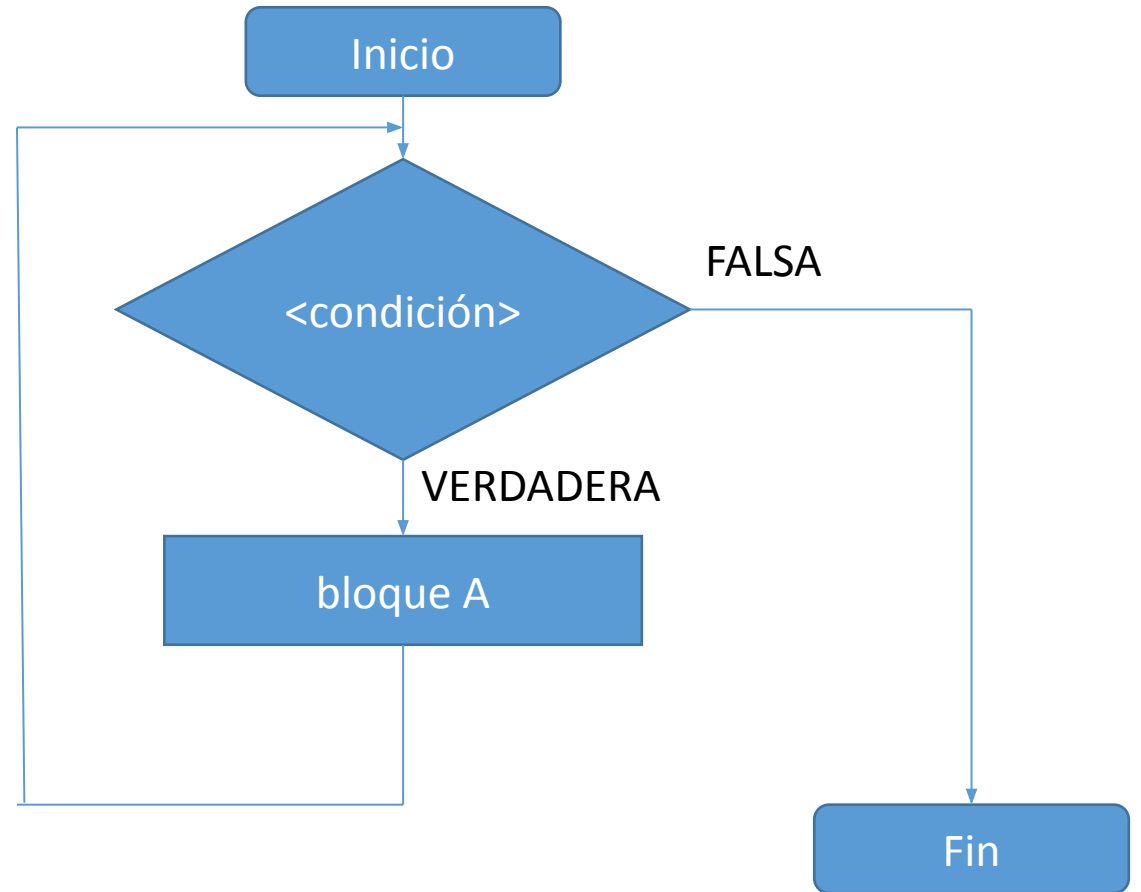 Inicio
<condición>
FALSA
VERDADERA
bloque A
Fin